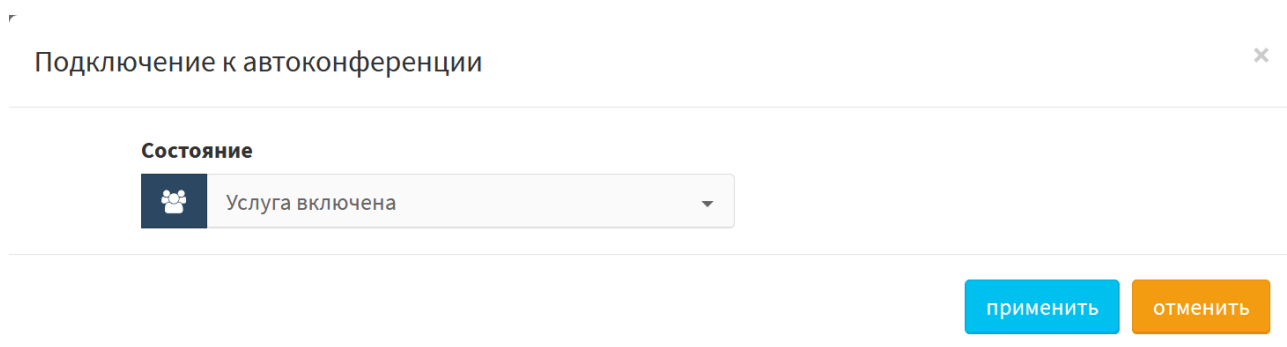 Подключение к автоконференции ×
Состояние
Услуга включена
применить отменить